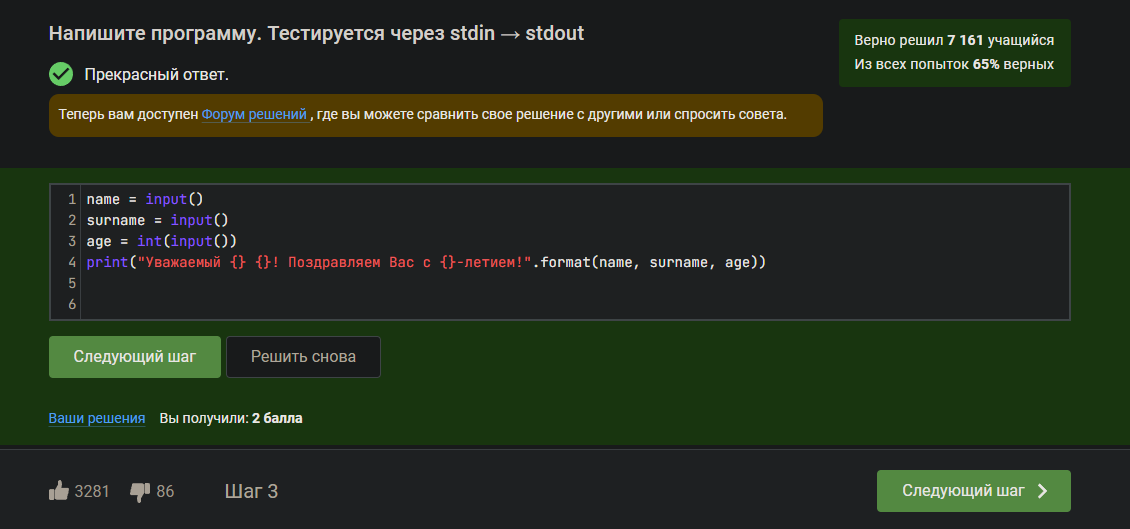 Напишите программу. Тестируется через stdin → stdout
Верно решил 7 161 учащийся
Из всех попыток 65% верных
Прекрасный ответ.
Теперь вам доступен Форум решений , где вы можете сравнить свое решение с другими или спросить совета.
1 name = input()
2 surname = input()
3 age = int(input())
4 print("Уважаемый {} {}! Поздравляем Вас с {}-летием!".format(name, surname, age))
5
6
Следующий шаг Решить снова
Ваши решения Вы получили: 2 балла
3281 86 Шаг 3 Следующий шаг